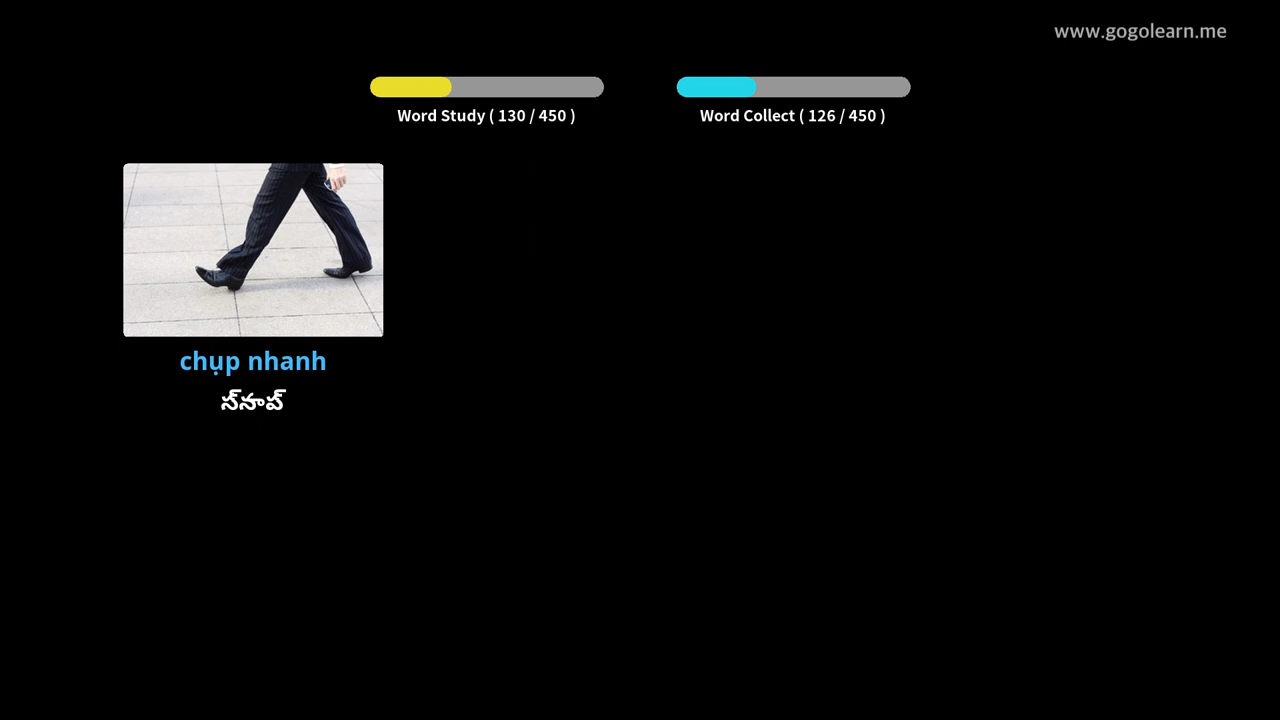 www.gogolearn.me
Word Study ( 130 / 450 )
Word Collect ( 126 / 450 )
chụp nhanh
స్‌నాప్